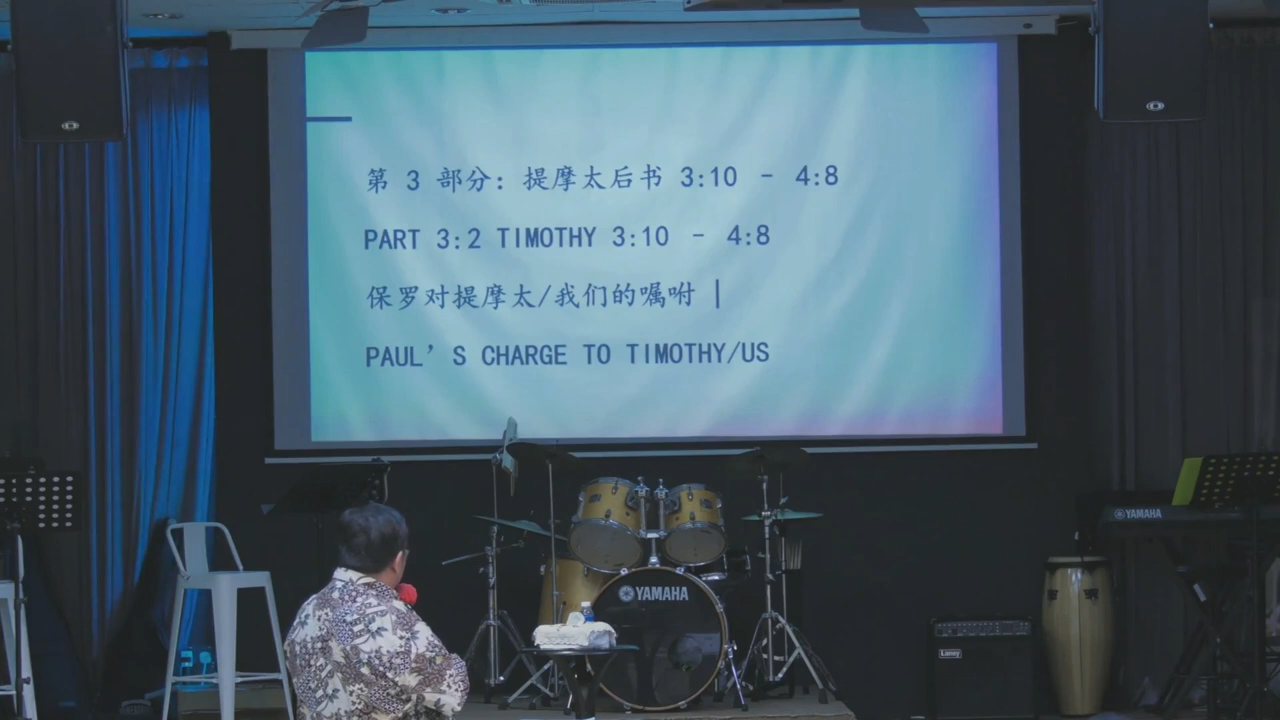 第 3 部分: 提摩太后书 3:10 – 4:8
PART 3:2 TIMOTHY 3:10 – 4:8
保罗对提摩太/我们的嘱咐 |
PAUL’S CHARGE TO TIMOTHY/US
YAMAHA
YAMAHA
Laney